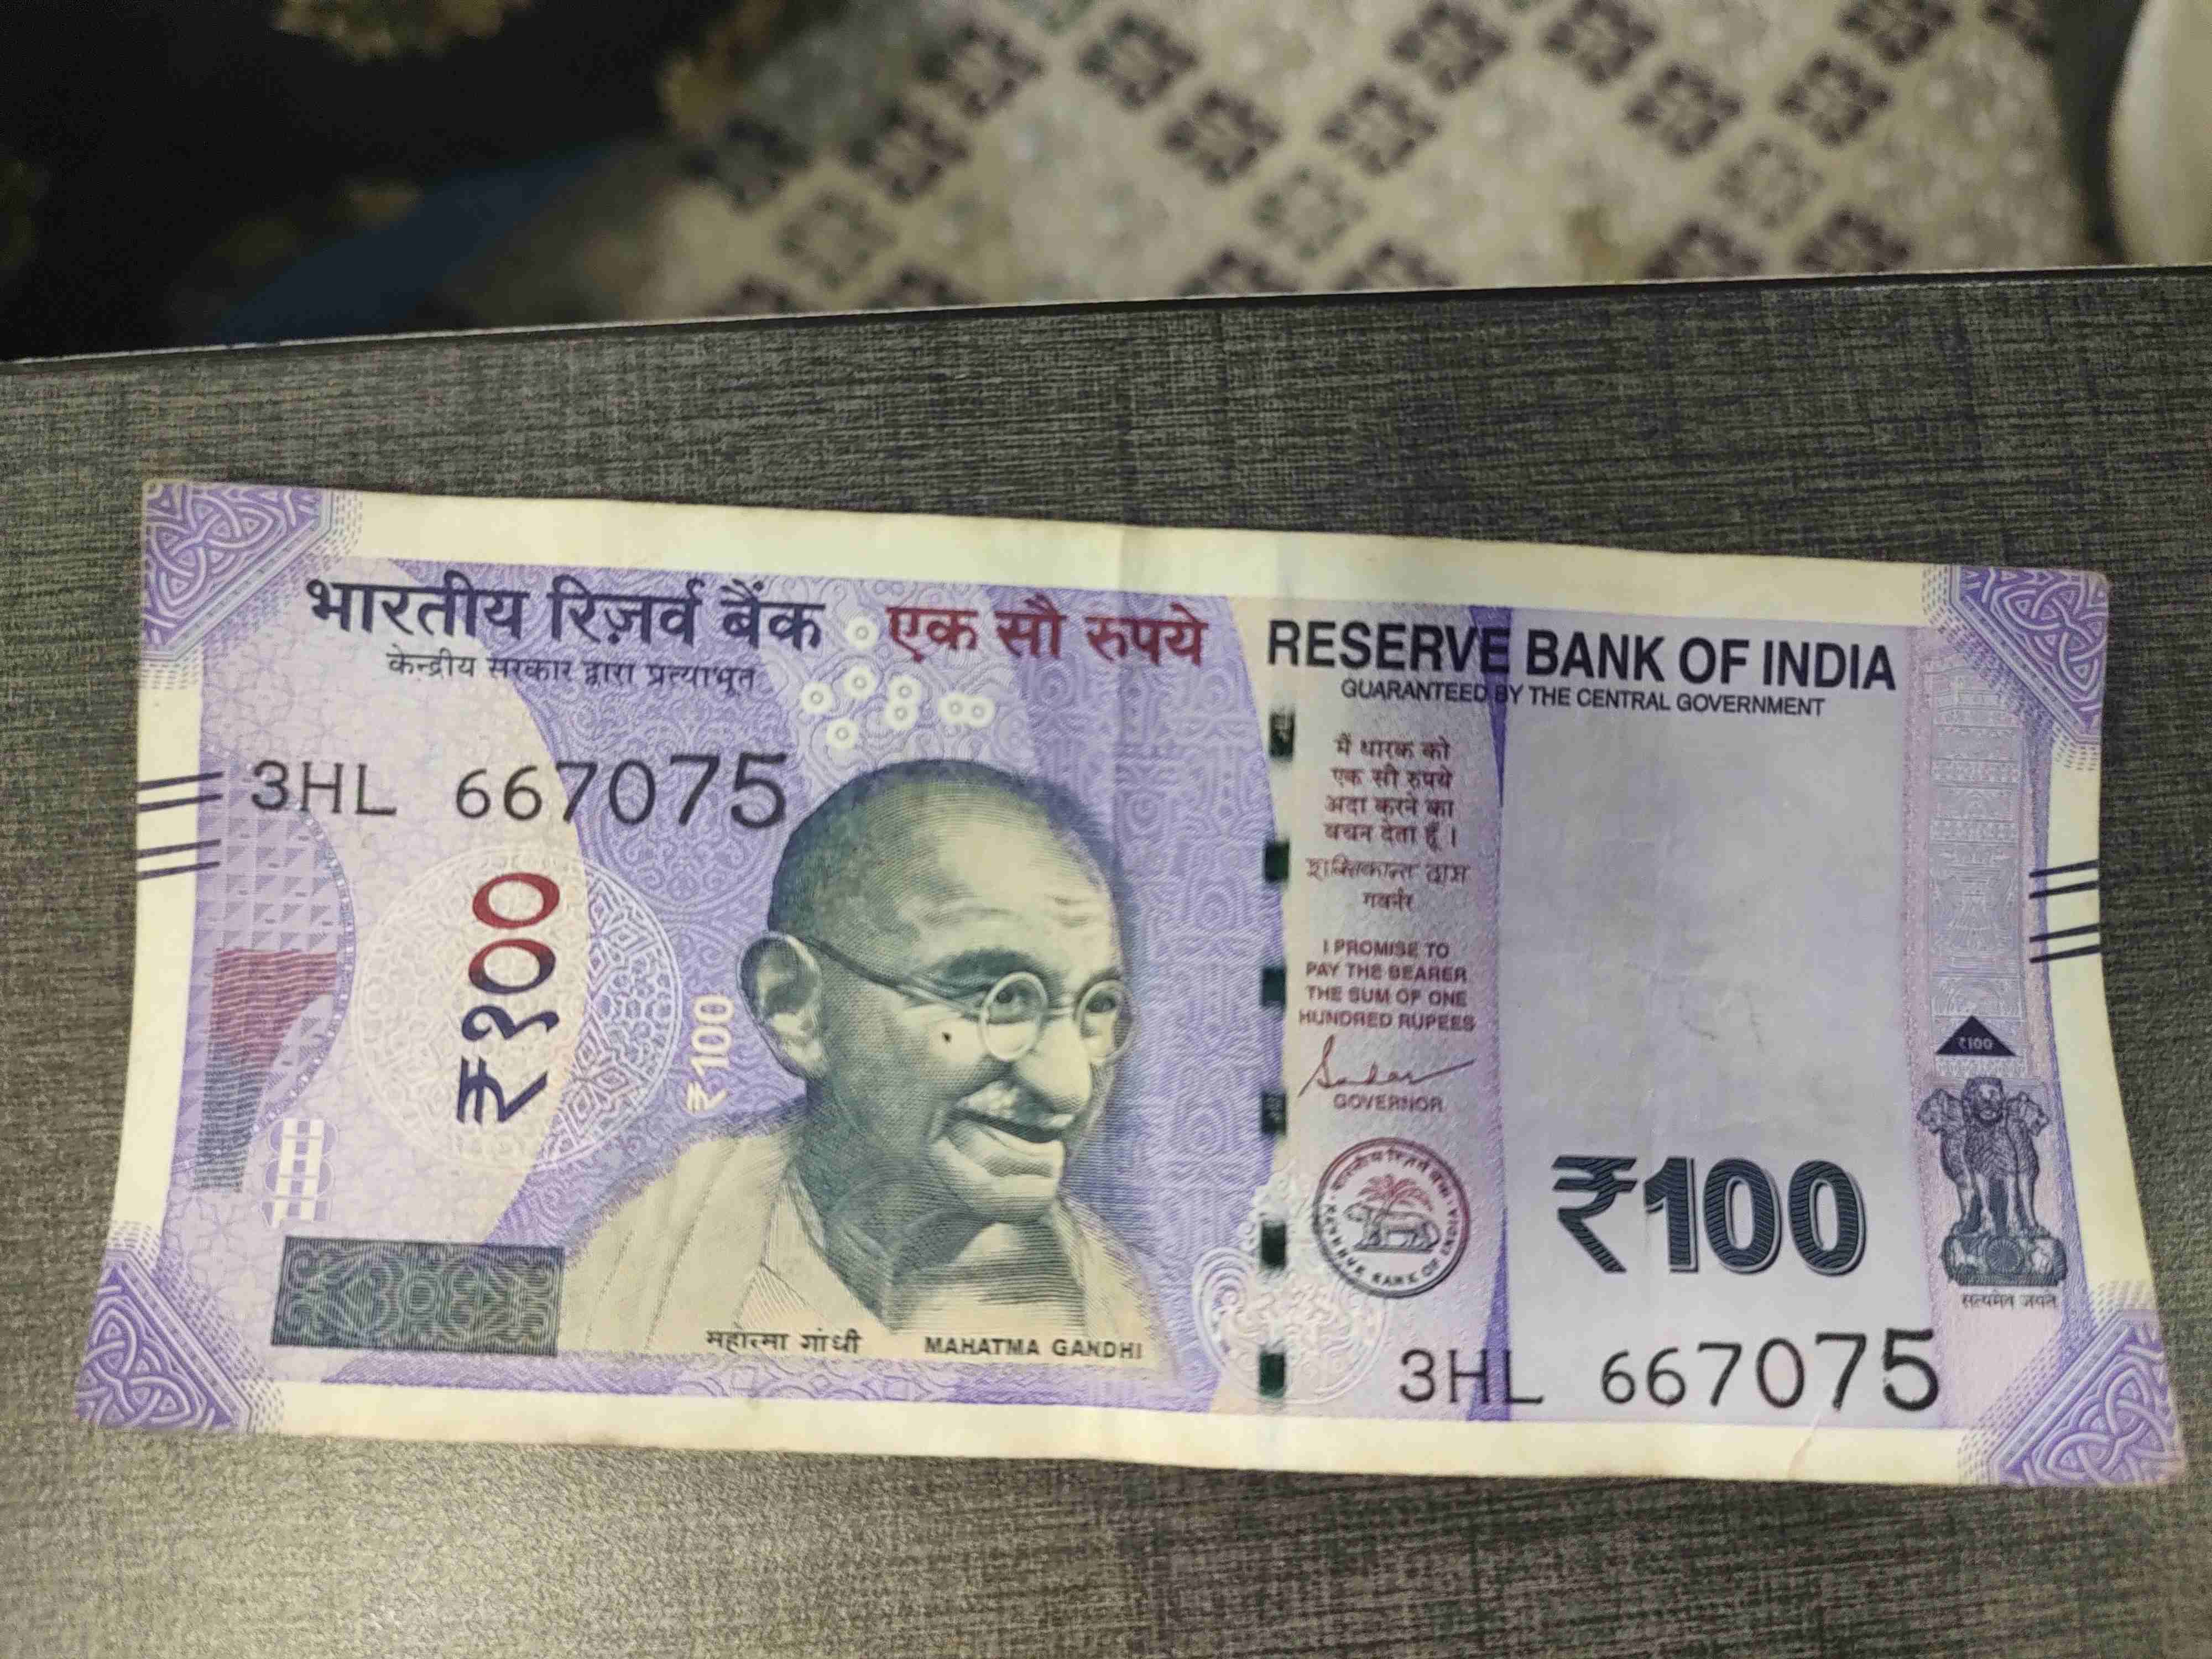 भारतीय रिज़र्व बैंक
केन्द्रीय सरकार द्वारा प्रत्याभूत
एक सौ रुपये
RESERVE BANK OF INDIA
GUARANTEED BY THE CENTRAL GOVERNMENT
3HL 667075
₹१००
₹100
मैं धारक को
एक सौ रुपये
अदा करने का
वचन देता हूँ ।
शक्तिकान्त दास
गवर्नर
I PROMISE TO
PAY THE BEARER
THE SUM OF ONE
HUNDRED RUPEES
GOVERNOR
₹100
₹100
सत्यमेव जयते
महात्मा गांधी
MAHATMA GANDHI
3HL 667075